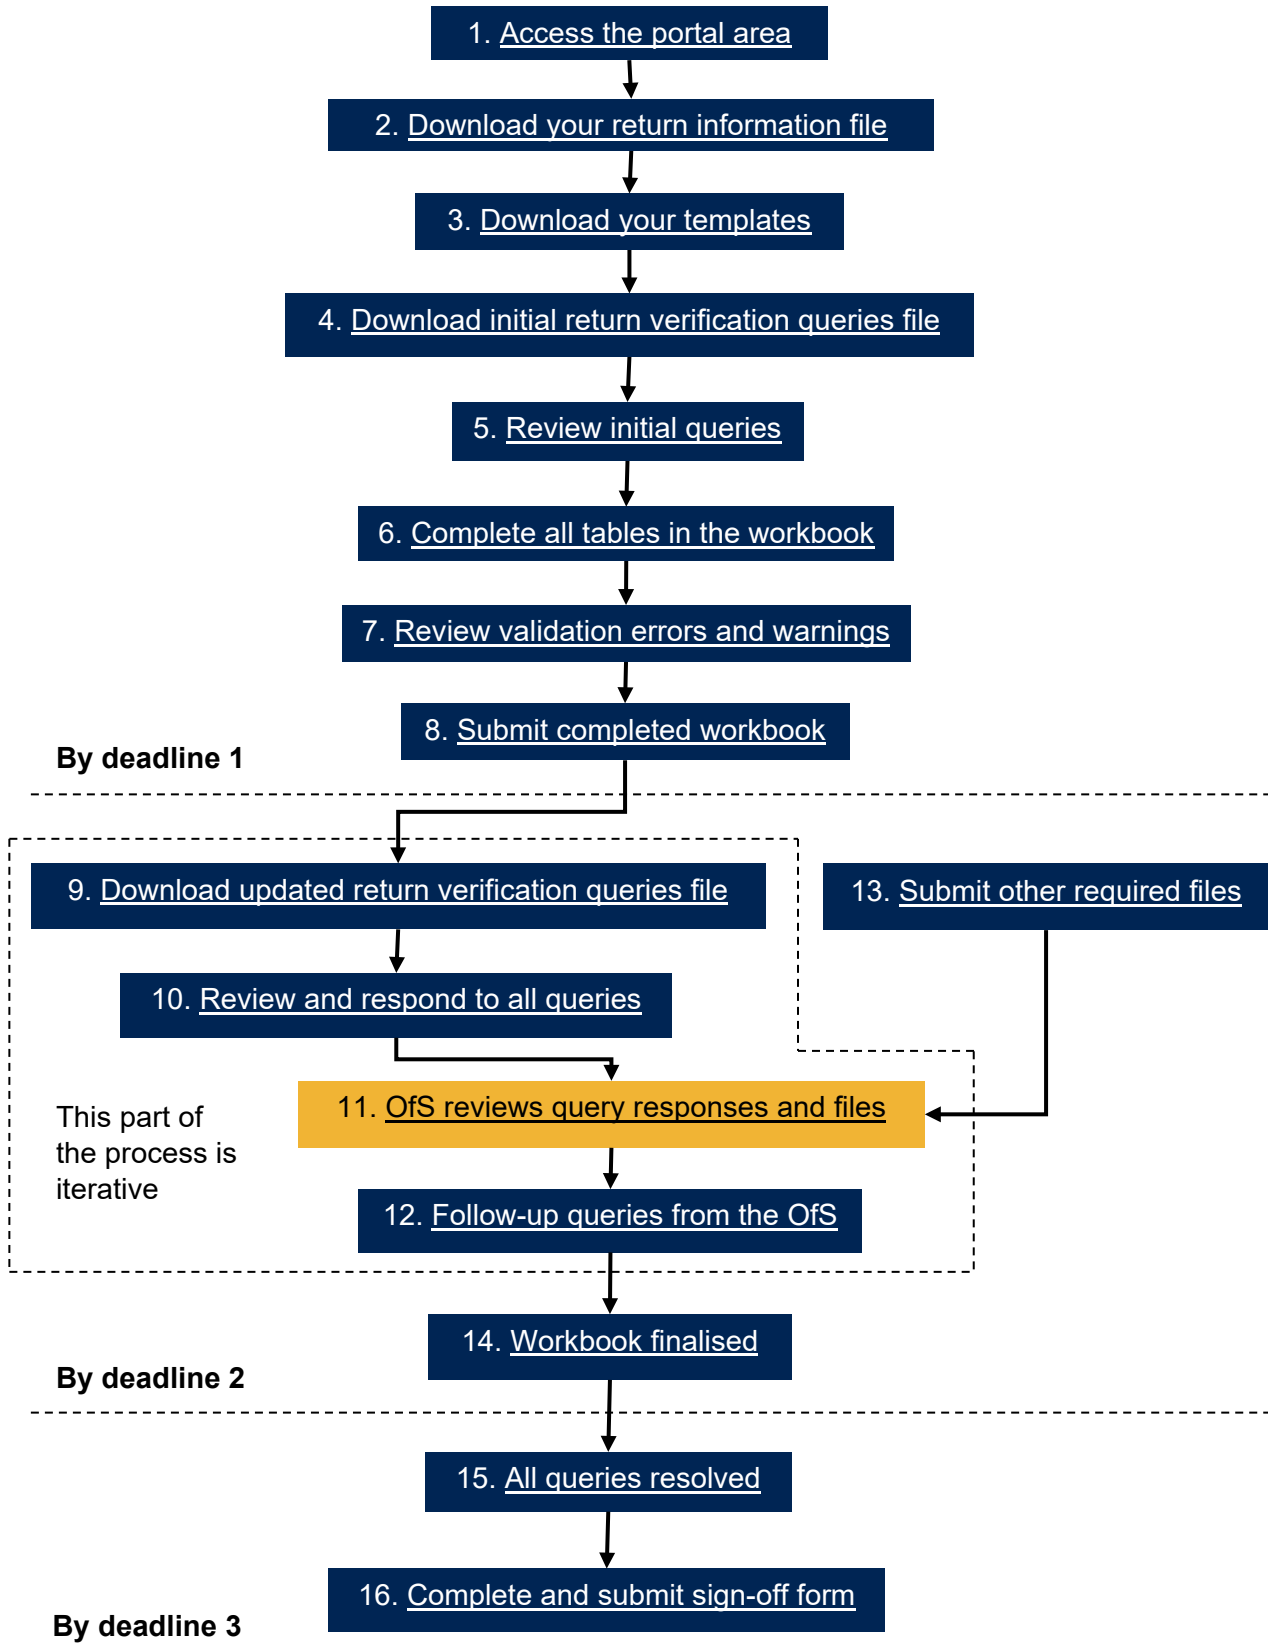 1. Access the portal area
2. Download your return information file
3. Download your templates
4. Download initial return verification queries file
5. Review initial queries
6. Complete all tables in the workbook
7. Review validation errors and warnings
8. Submit completed workbook
By deadline 1
9. Download updated return verification queries file
13. Submit other required files
10. Review and respond to all queries
11. OfS reviews query responses and files
This part of
the process is
iterative
12. Follow-up queries from the OfS
14. Workbook finalised
By deadline 2
15. All queries resolved
16. Complete and submit sign-off form
By deadline 3